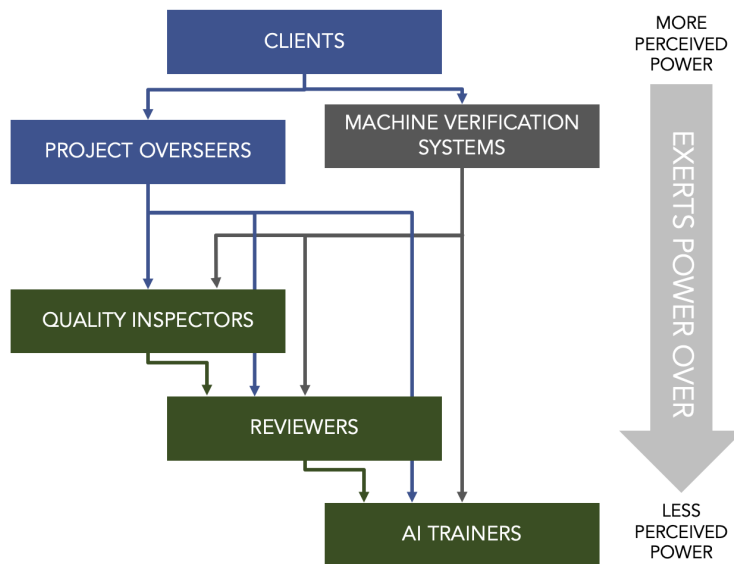 CLIENTS
MORE
PERCEIVED
POWER
PROJECT OVERSEERS
MACHINE VERIFICATION
SYSTEMS
EXERTS POWER OVER
QUALITY INSPECTORS
REVIEWERS
AI TRAINERS
LESS
PERCEIVED
POWER